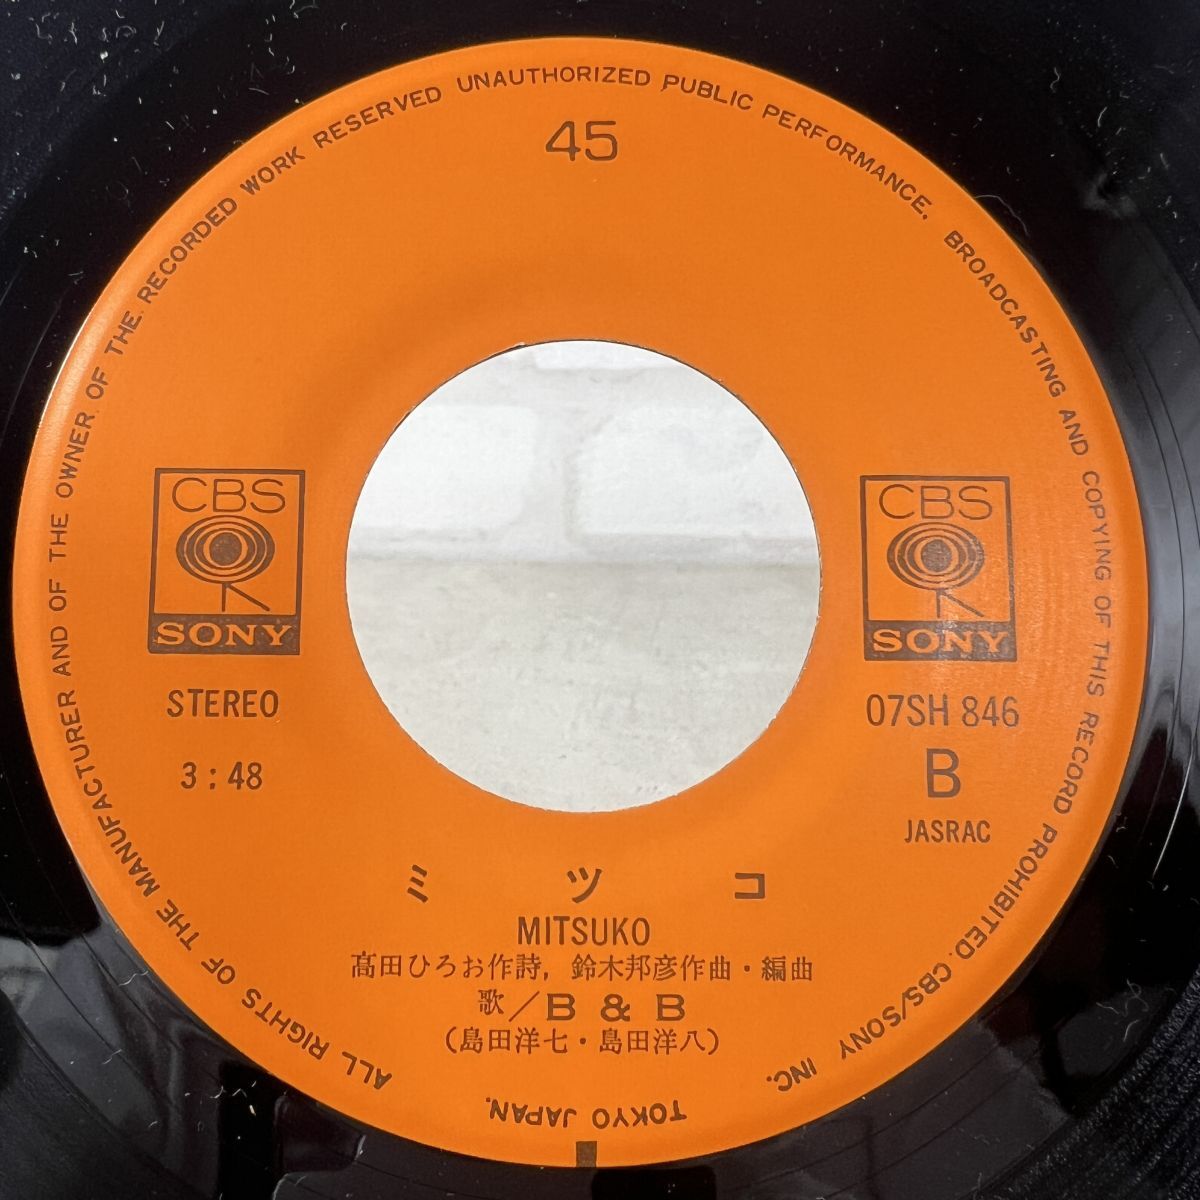 ALL RIGHTS OF THE MANUFACTURER AND OF THE OWNER OF THE RECORDED WORK RESERVED UNAUTHORIZED PUBLIC PERFORMANCE, BROADCASTING AND COPYING OF THIS RECORD PROHIBITED. CBS/SONY INC. TOKYO JAPAN.
45
CBS
SONY
STEREO
3:48
CBS
SONY
07SH 846
B
JASRAC
ミツコ
MITSUKO
髙田ひろお作詩, 鈴木邦彦作曲・編曲
歌/B & B
(島田洋七・島田洋八)